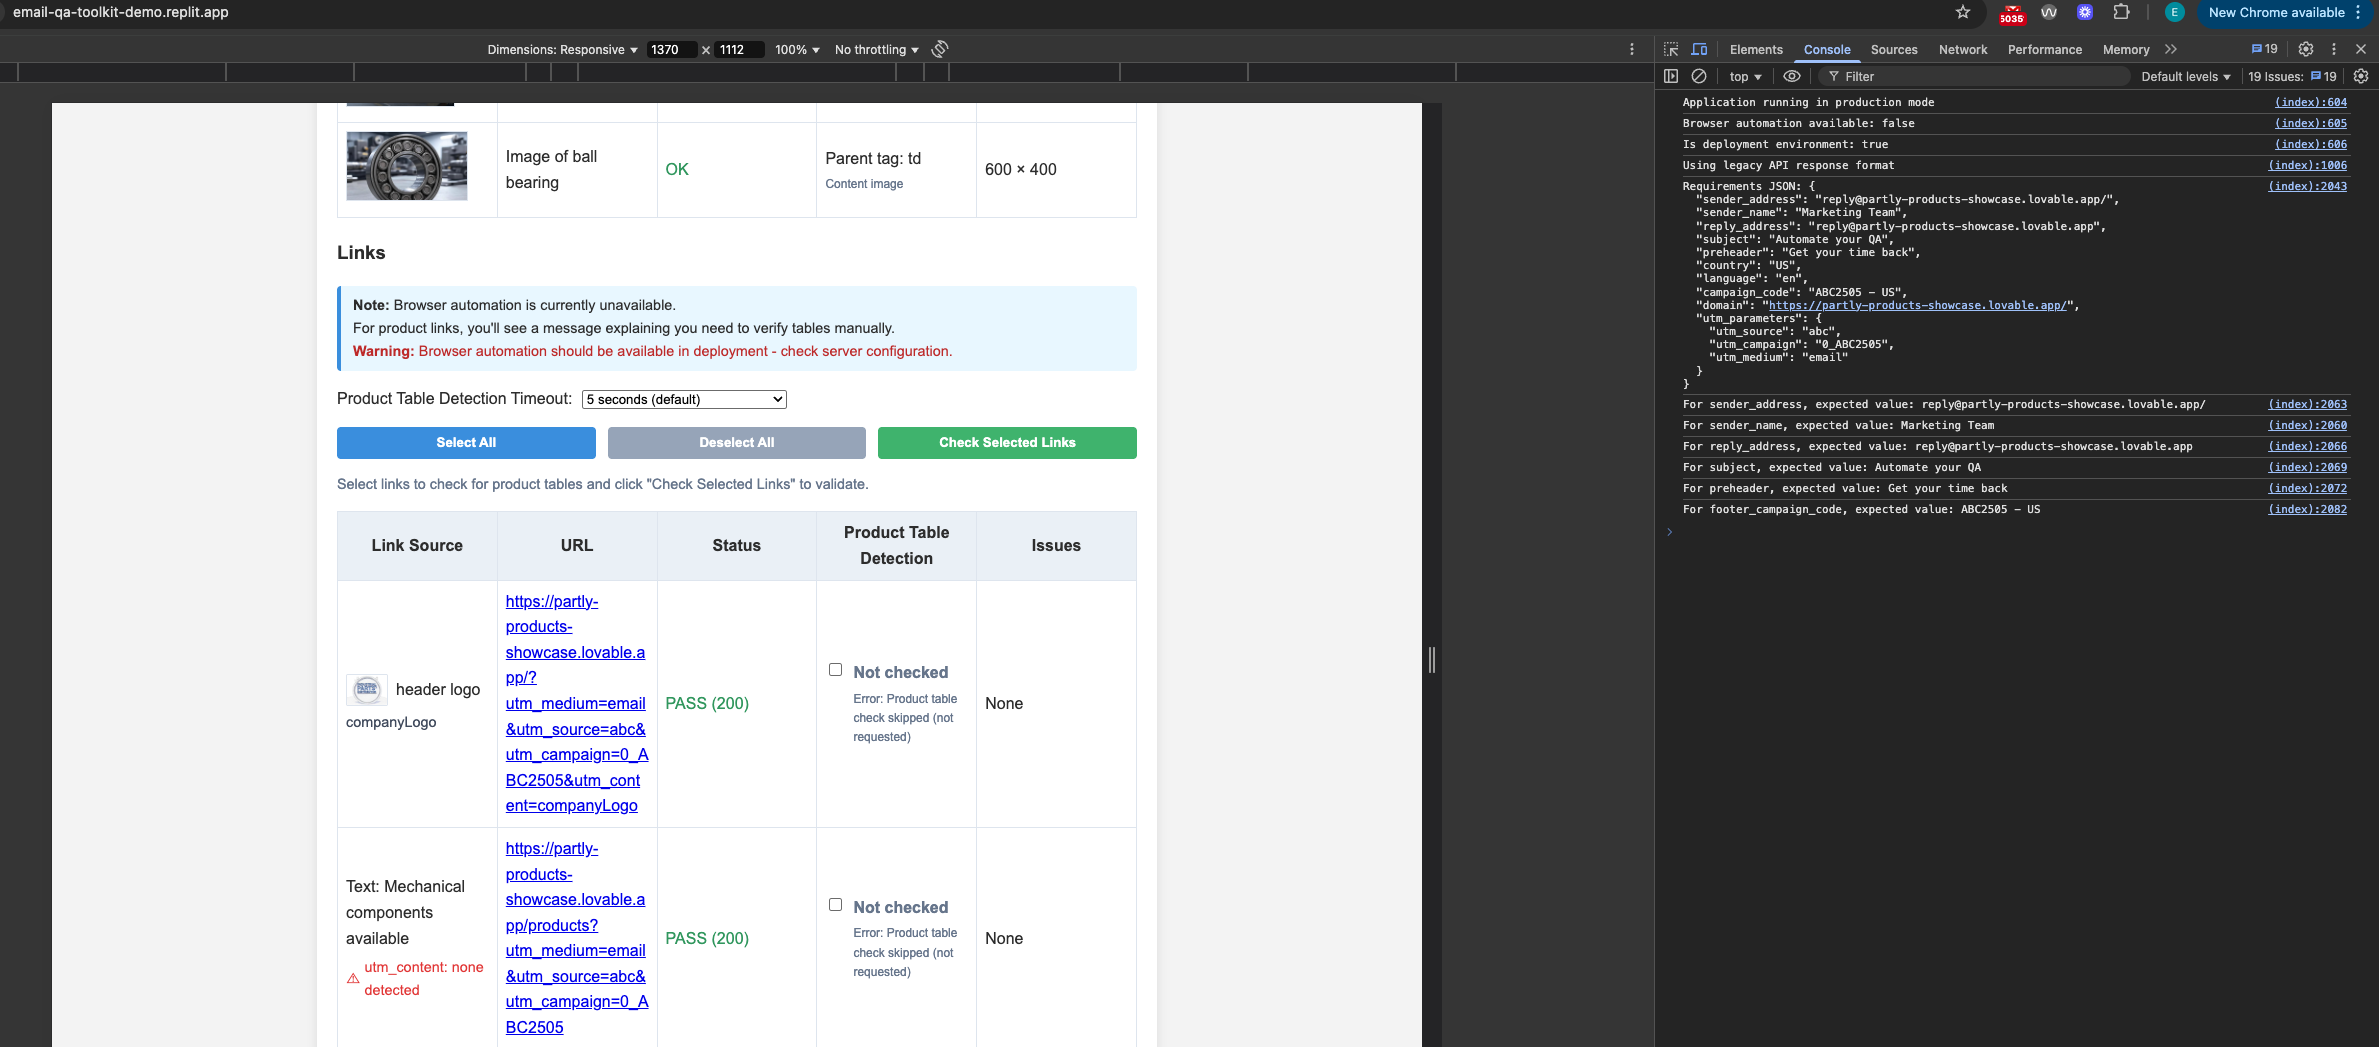 email-qa-toolkit-demo.replit.app
5035
E
New Chrome available
Dimensions: Responsive
1370
x
1112
100%
No throttling
Elements
Console
Sources
Network
Performance
Memory
19
top
Filter
Default levels
19 Issues:
19
Image of ball
bearing
OK
Parent tag: td
Content image
600 × 400
Links
Note: Browser automation is currently unavailable.
For product links, you'll see a message explaining you need to verify tables manually.
Warning: Browser automation should be available in deployment - check server configuration.
Product Table Detection Timeout:
5 seconds (default)
Select All
Deselect All
Check Selected Links
Select links to check for product tables and click "Check Selected Links" to validate.
Link Source
URL
Status
Product Table
Detection
Issues
header logo
companyLogo
https://partly-
products-
showcase.lovable.a
pp/?
utm_medium=email
&utm_source=abc&
utm_campaign=0_A
BC2505&utm_cont
ent=companyLogo
PASS (200)
Not checked
Error: Product table
check skipped (not
requested)
None
Text: Mechanical
components
available
utm_content: none
detected
https://partly-
products-
showcase.lovable.a
pp/products?
utm_medium=email
&utm_source=abc&
utm_campaign=0_A
BC2505
PASS (200)
Not checked
Error: Product table
check skipped (not
requested)
None
Application running in production mode (index):604
Browser automation available: false (index):605
Is deployment environment: true (index):606
Using legacy API response format (index):1006
Requirements JSON: { (index):2043
"sender_address": "reply@partly-products-showcase.lovable.app/",
"sender_name": "Marketing Team",
"reply_address": "reply@partly-products-showcase.lovable.app",
"subject": "Automate your QA",
"preheader": "Get your time back",
"country": "US",
"language": "en",
"campaign_code": "ABC2505 - US",
"domain": "https://partly-products-showcase.lovable.app/",
"utm_parameters": {
"utm_source": "abc",
"utm_campaign": "0_ABC2505",
"utm_medium": "email"
}
}
For sender_address, expected value: reply@partly-products-showcase.lovable.app/ (index):2063
For sender_name, expected value: Marketing Team (index):2060
For reply_address, expected value: reply@partly-products-showcase.lovable.app (index):2066
For subject, expected value: Automate your QA (index):2069
For preheader, expected value: Get your time back (index):2072
For footer_campaign_code, expected value: ABC2505 - US (index):2082